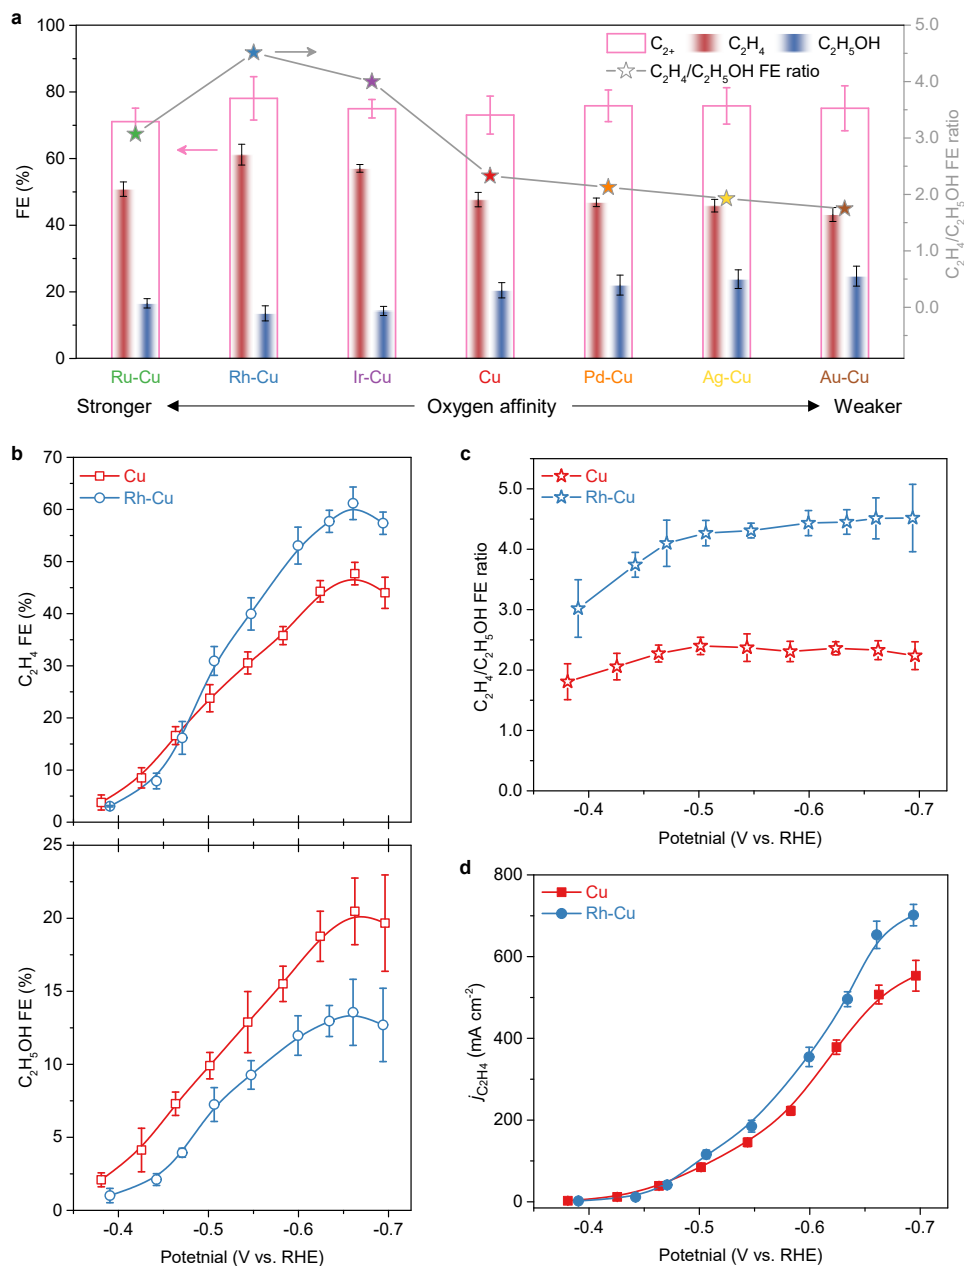 a
100
80
60
40
20
0
FE (%)
C₂₊ C₂H₄ C₂H₅OH
C₂H₄/C₂H₅OH FE ratio
5.0
4.0
3.0
2.0
1.0
0.0
C₂H₄/C₂H₅OH FE ratio
Ru-Cu Rh-Cu Ir-Cu Cu Pd-Cu Ag-Cu Au-Cu
Stronger Oxygen affinity Weaker
b
70
60
50
40
30
20
10
0
C₂H₄ FE (%)
Cu
Rh-Cu
25
20
15
10
5
0
C₂H₅OH FE (%)
-0.4 -0.5 -0.6 -0.7
Potetnial (V vs. RHE)
c
5.0
4.0
3.0
2.0
1.0
0.0
C₂H₄/C₂H₅OH FE ratio
Cu
Rh-Cu
-0.4 -0.5 -0.6 -0.7
Potetnial (V vs. RHE)
d
800
600
400
200
0
j_C2H4 (mA cm⁻²)
Cu
Rh-Cu
-0.4 -0.5 -0.6 -0.7
Potetnial (V vs. RHE)